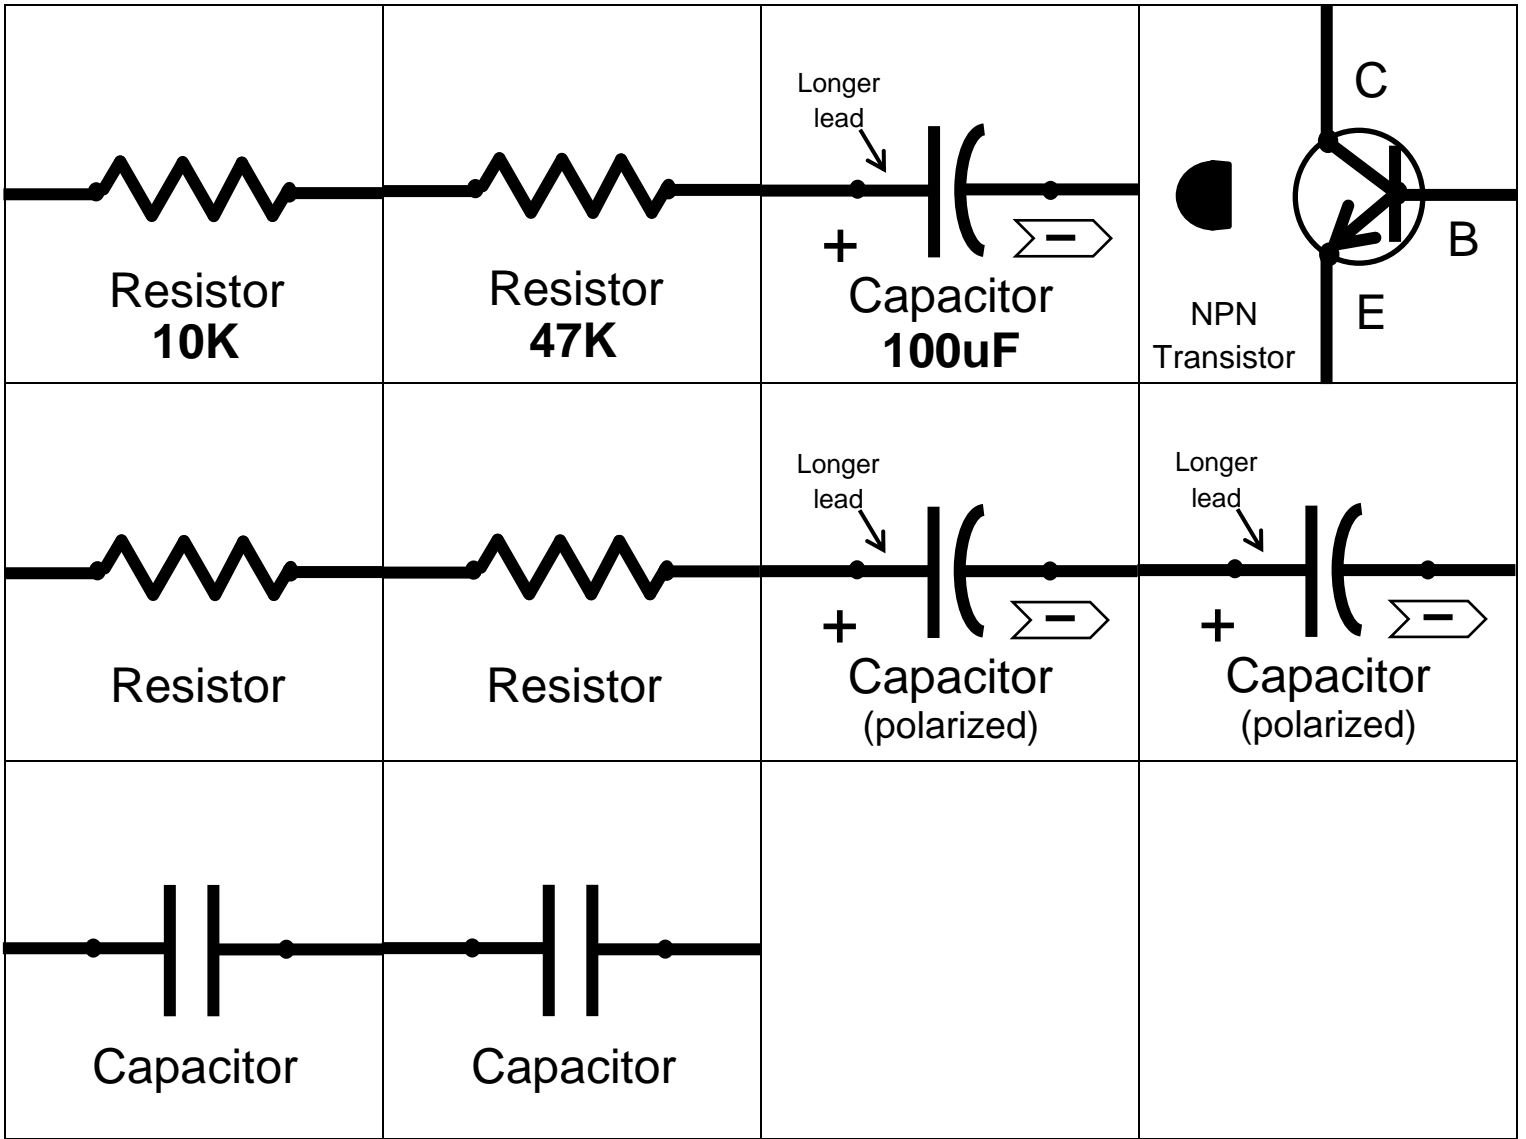 Resistor
10K
Resistor
47K
Longer
lead
+
−
Capacitor
100uF
C
B
E
NPN
Transistor
Resistor
Resistor
Longer
lead
+
−
Capacitor
(polarized)
Longer
lead
+
−
Capacitor
(polarized)
Capacitor
Capacitor